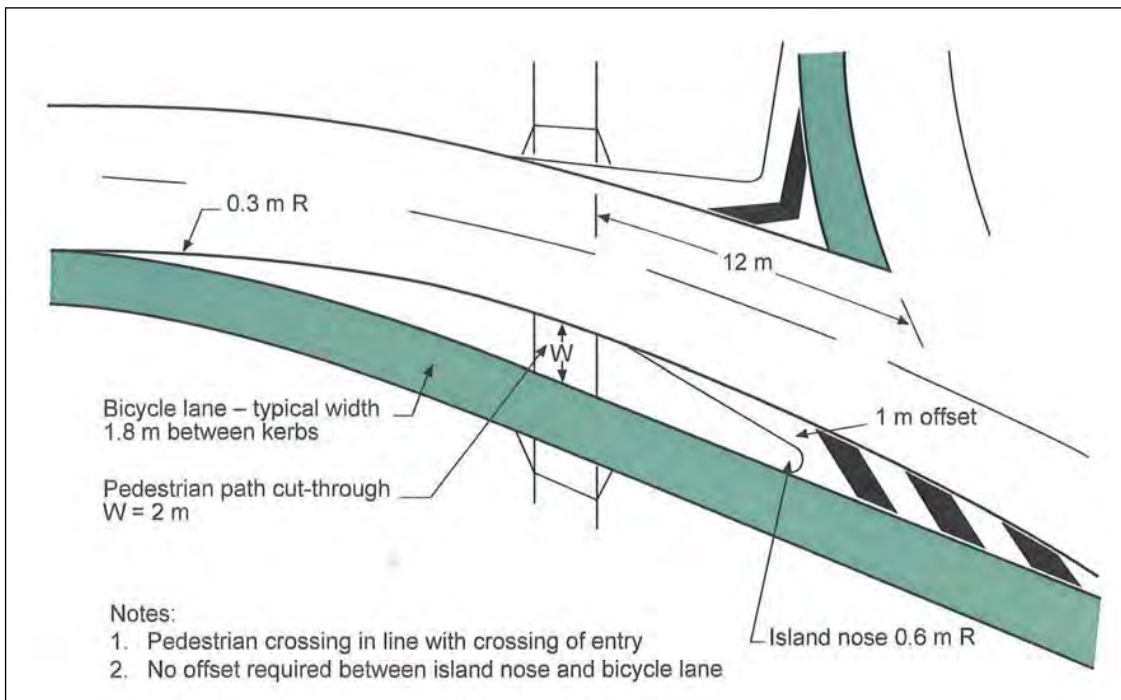 0.3 m R
12 m
W
Bicycle lane – typical width
1.8 m between kerbs
1 m offset
Pedestrian path cut-through
W = 2 m
Notes:
1. Pedestrian crossing in line with crossing of entry
2. No offset required between island nose and bicycle lane
Island nose 0.6 m R